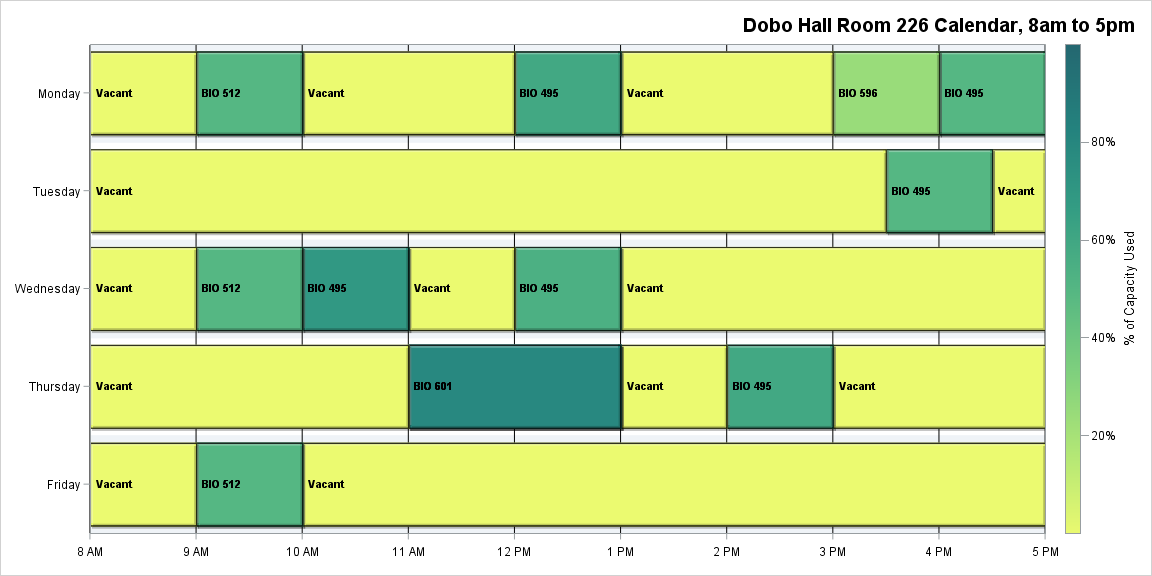 Dobo Hall Room 226 Calendar, 8am to 5pm
Monday Vacant BIO 512 Vacant BIO 495 Vacant BIO 596 BIO 495
Tuesday Vacant BIO 495 Vacant
Wednesday Vacant BIO 512 BIO 495 Vacant BIO 495 Vacant
Thursday Vacant BIO 601 Vacant BIO 495 Vacant
Friday Vacant BIO 512 Vacant
8 AM 9 AM 10 AM 11 AM 12 PM 1 PM 2 PM 3 PM 4 PM 5 PM
80%
60%
40%
20%
% of Capacity Used